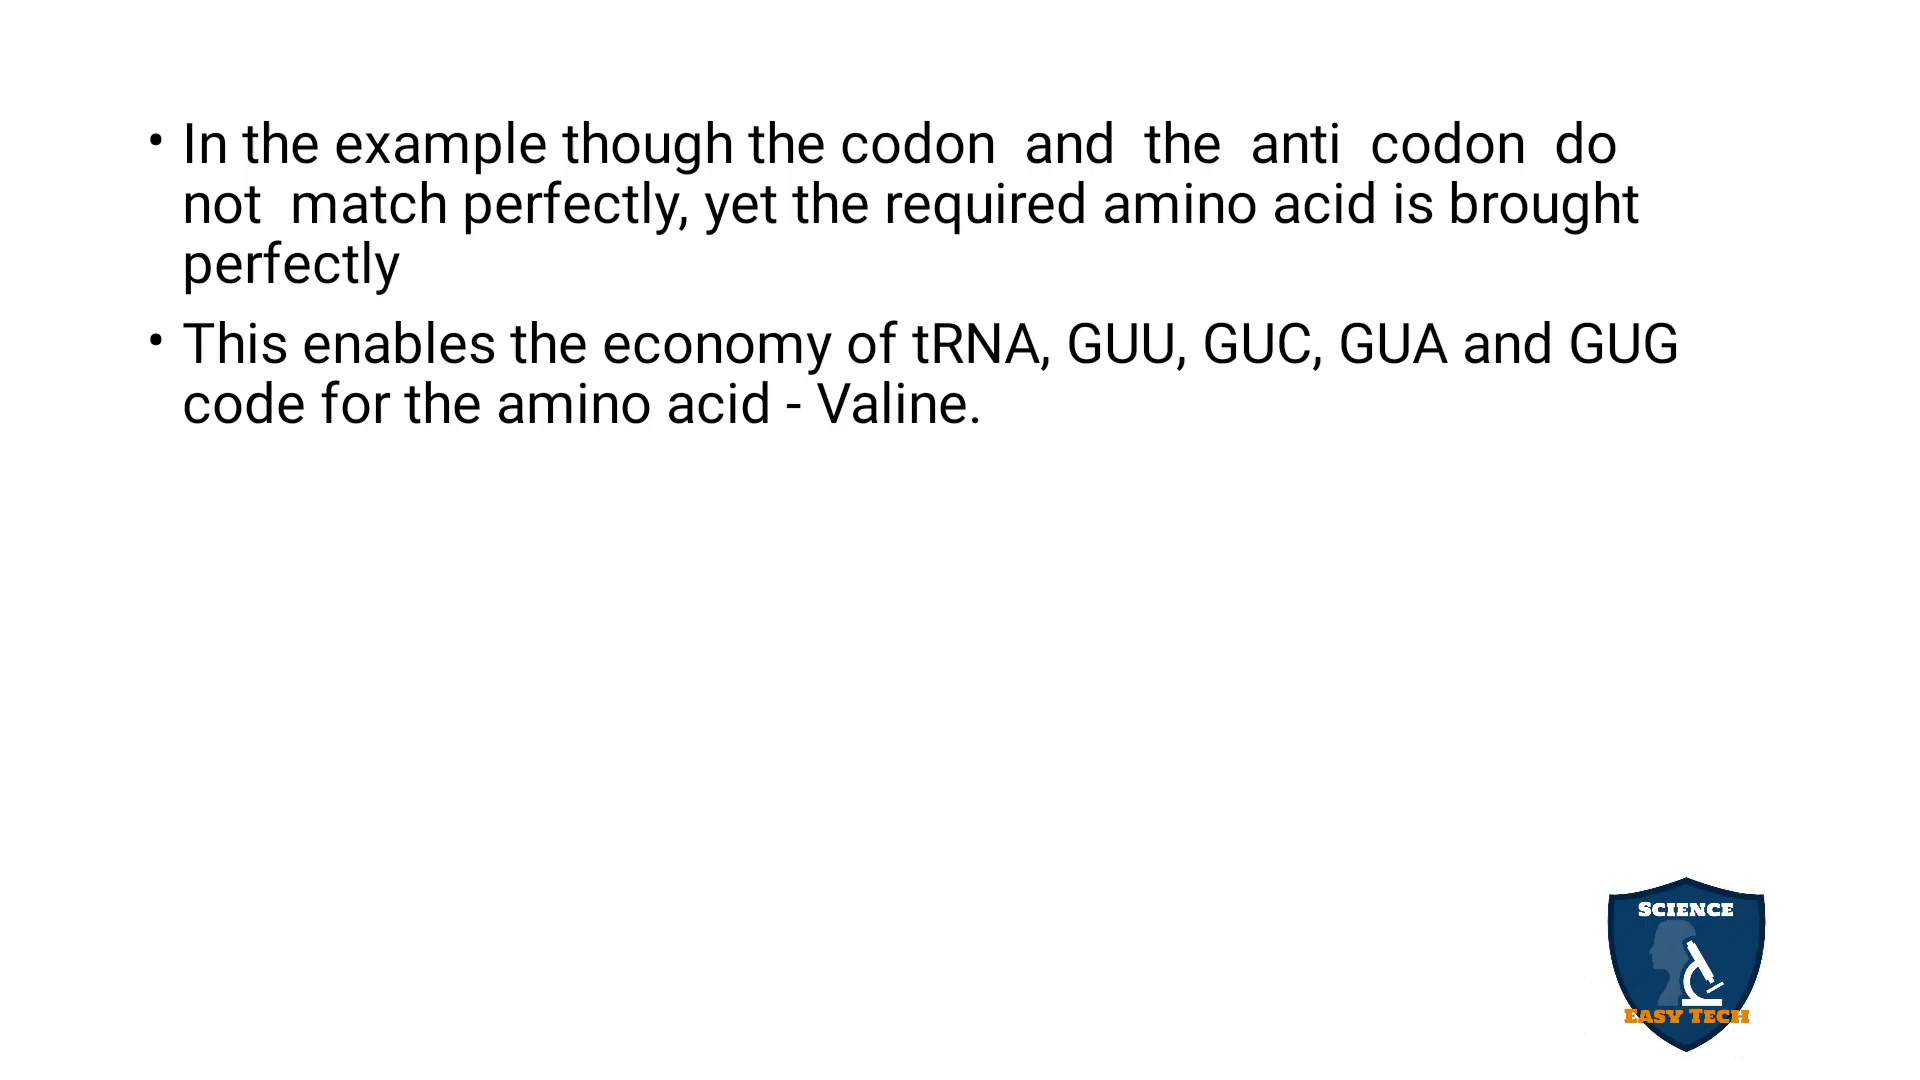 • In the example though the codon and the anti codon do
not match perfectly, yet the required amino acid is brought
perfectly
• This enables the economy of tRNA, GUU, GUC, GUA and GUG
code for the amino acid - Valine.
SCIENCE
EASY TECH